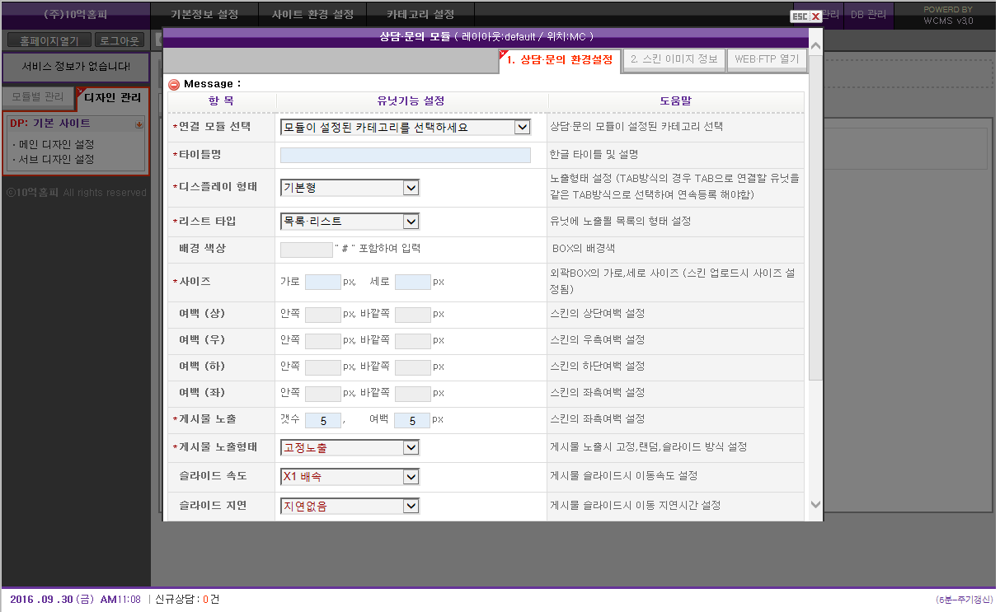 (주)10억홈피
기본정보 설정
사이트 환경 설정
카테고리 설정
관리
DB 관리
POWERD BY
WCMS v3.0
홈페이지열기
로그아웃
ESC X
상담·문의 모듈 ( 레이아웃:default / 위치:MC )
서비스 정보가 없습니다!
1. 상담·문의 환경설정
2. 스킨 이미지 정보
WEB·FTP 열기
모듈별 관리
디자인 관리
DP: 기본 사이트
· 메인 디자인 설정
· 서브 디자인 설정
ⓒ10억홈피 All rights reserved
Message :
항 목
유닛기능 설정
도움말
*연결 모듈 선택
모듈이 설정된 카테고리를 선택하세요
상담·문의 모듈이 설정된 카테고리 선택
*타이틀명
한글 타이틀 및 설명
*디스플레이 형태
기본형
노출형태 설정 (TAB방식의 경우 TAB으로 연결할 유닛을
같은 TAB방식으로 선택하여 연속등록 해야함)
*리스트 타입
목록·리스트
유닛에 노출될 목록의 형태 설정
배경 색상
" # " 포함하여 입력
BOX의 배경색
*사이즈
가로 px, 세로 px
외곽BOX의 가로,세로 사이즈 (스킨 업로드시 사이즈 설
정됨)
여백 (상)
안쪽 px, 바깥쪽 px
스킨의 상단여백 설정
여백 (우)
안쪽 px, 바깥쪽 px
스킨의 우측여백 설정
여백 (하)
안쪽 px, 바깥쪽 px
스킨의 하단여백 설정
여백 (좌)
안쪽 px, 바깥쪽 px
스킨의 좌측여백 설정
*게시물 노출
갯수 5 , 여백 5 px
스킨의 좌측여백 설정
*게시물 노출형태
고정노출
게시물 노출시 고정,랜덤,슬라이드 방식 설정
슬라이드 속도
X1 배속
게시물 슬라이드시 이동속도 설정
슬라이드 지연
지연없음
게시물 슬라이드시 이동 지연시간 설정
2016 .09 .30 (금) AM 11:08 | 신규상담 : 0 건
(5분-주기갱신)